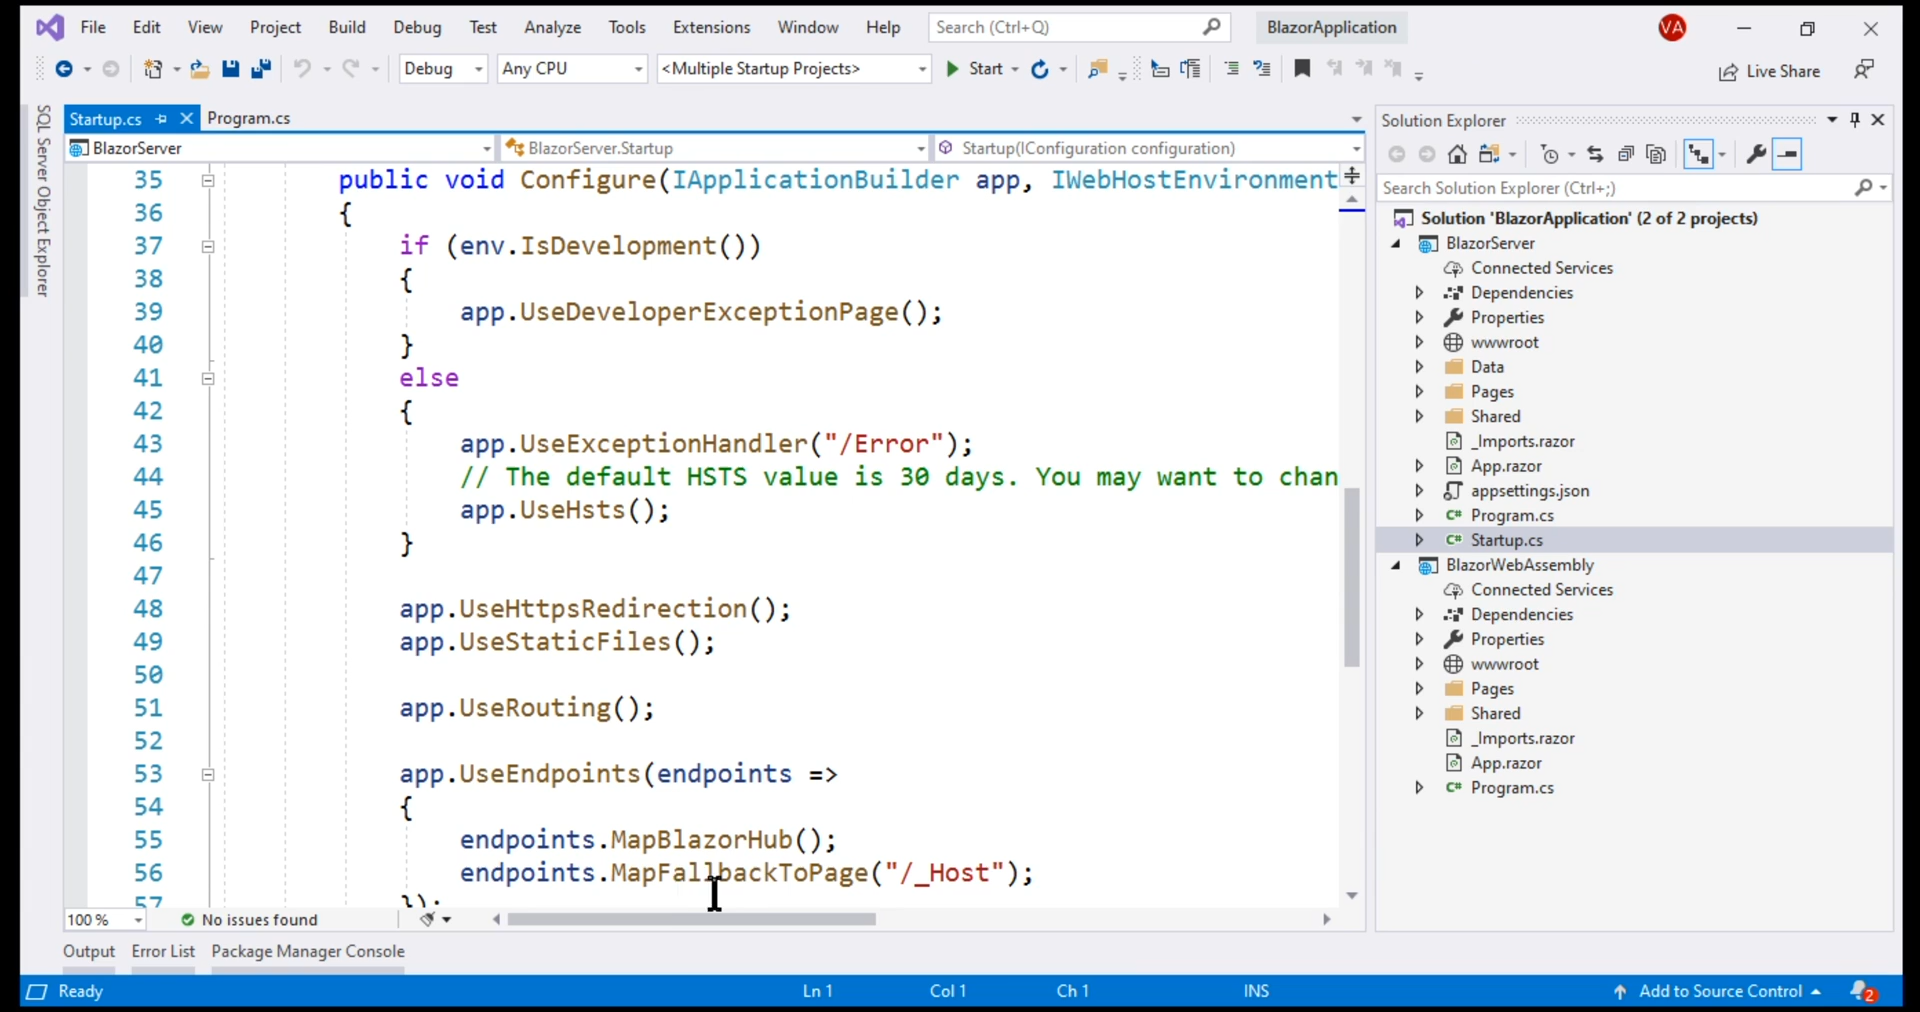 File Edit View Project Build Debug Test Analyze Tools Extensions Window Help Search (Ctrl+Q) BlazorApplication VA
Debug Any CPU <Multiple Startup Projects> Start Live Share
SQL Server Object Explorer
Startup.cs Program.cs
BlazorServer BlazorServer.Startup Startup(IConfiguration configuration)
35 public void Configure(IApplicationBuilder app, IWebHostEnvironment
36 {
37 if (env.IsDevelopment())
38 {
39 app.UseDeveloperExceptionPage();
40 }
41 else
42 {
43 app.UseExceptionHandler("/Error");
44 // The default HSTS value is 30 days. You may want to chan
45 app.UseHsts();
46 }
47
48 app.UseHttpsRedirection();
49 app.UseStaticFiles();
50
51 app.UseRouting();
52
53 app.UseEndpoints(endpoints =>
54 {
55 endpoints.MapBlazorHub();
56 endpoints.MapFallbackToPage("/_Host");
57 });
100 % No issues found
Output Error List Package Manager Console
Solution Explorer
Search Solution Explorer (Ctrl+;)
Solution 'BlazorApplication' (2 of 2 projects)
BlazorServer
Connected Services
Dependencies
Properties
wwwroot
Data
Pages
Shared
_Imports.razor
App.razor
appsettings.json
C# Program.cs
C# Startup.cs
BlazorWebAssembly
Connected Services
Dependencies
Properties
wwwroot
Pages
Shared
_Imports.razor
App.razor
C# Program.cs
Ready Ln 1 Col 1 Ch 1 INS Add to Source Control 2